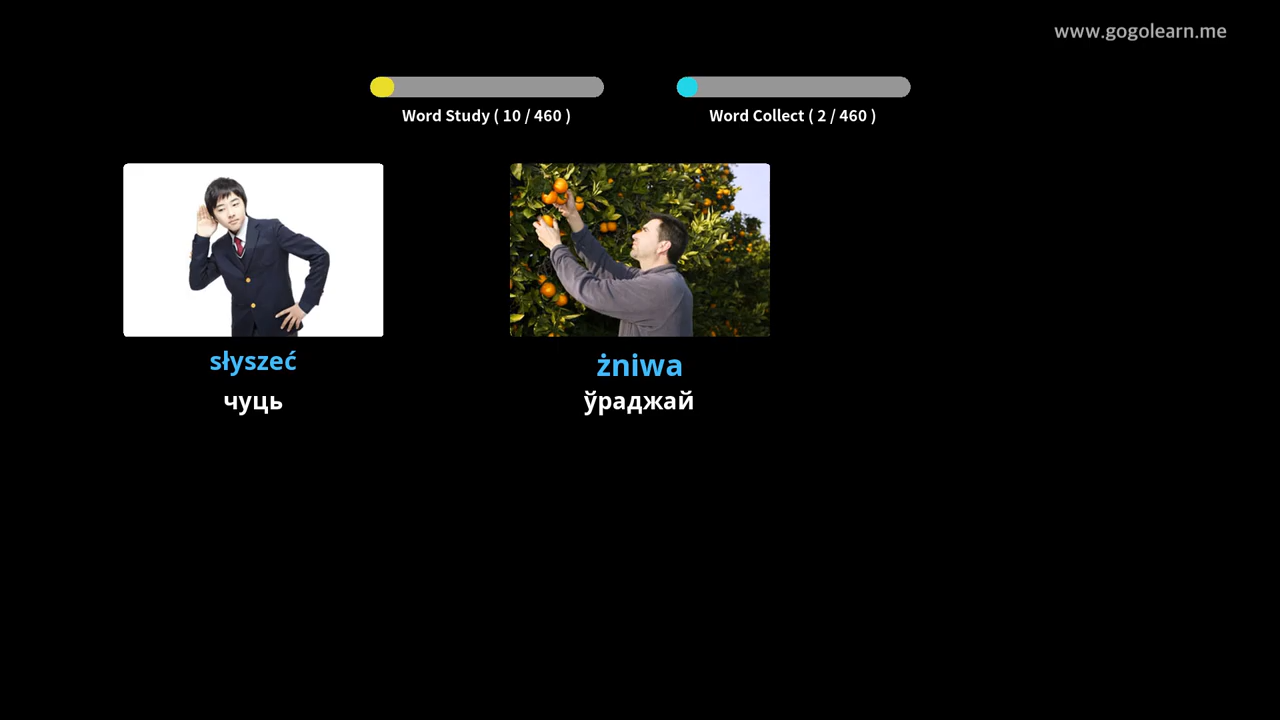 www.gogolearn.me
Word Study ( 10 / 460 )
Word Collect ( 2 / 460 )
słyszeć
чуць
żniwa
ўраджай